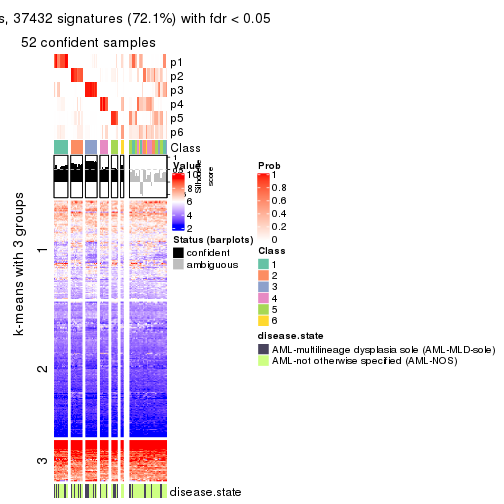 s, 37432 signatures (72.1%) with fdr < 0.05
52 confident samples
p1
p2
p3
p4
p5
p6
Class
1
Silhouette
score
k-means with 3 groups
1
2
3
disease.state
Value
10
8
6
4
2
Status (barplots)
confident
ambiguous
Prob
1
0.8
0.6
0.4
0.2
0
Class
1
2
3
4
5
6
disease.state
AML-multilineage dysplasia sole (AML-MLD-sole)
AML-not otherwise specified (AML-NOS)